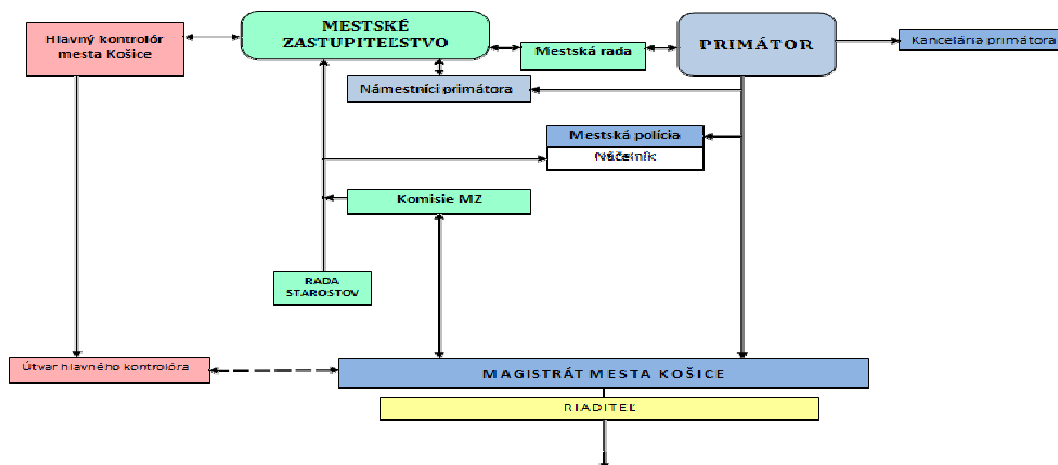 Hlavný kontrolór
mesta Košice
MESTSKÉ
ZASTUPITEĽSTVO
Mestská rada
PRIMÁTOR
Kancelária primátora
Námestníci primátora
Mestská polícia
Náčelník
Komisie MZ
RADA
STAROSTOV
Útvar hlavného kontrolóra
MAGISTRÁT MESTA KOŠICE
RIADITEĽ